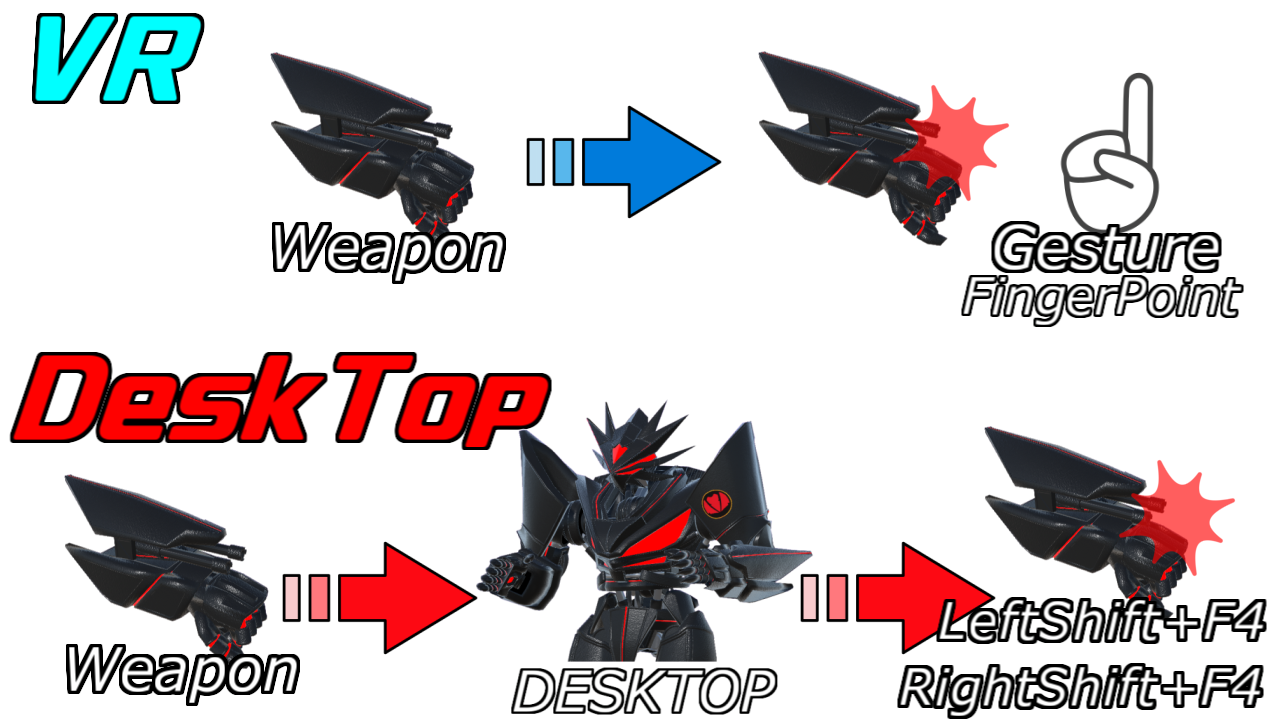 VR
Weapon
Gesture
FingerPoint
DeskTop
Weapon
DESKTOP
LeftShift+F4
RightShift+F4